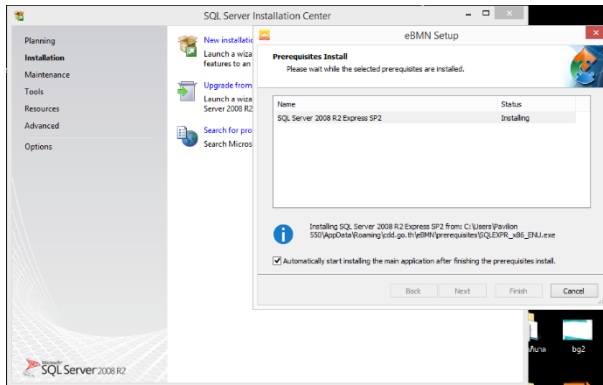 SQL Server Installation Center
Planning
Installation
Maintenance
Tools
Resources
Advanced
Options
New installatio
Launch a wiza
features to an
Upgrade from
Launch a wiza
Server 2008 R2
Search for pro
Search Micros
Microsoft
SQL Server 2008 R2
eBMN Setup
Prerequisites Install
Please wait while the selected prerequisites are installed.
Name Status
SQL Server 2008 R2 Express SP2 Installing
Installing SQL Server 2008 R2 Express SP2 from: C:\Users\Pavilion
550\AppData\Roaming\cdd.go.th\eBMN\prerequisites\SQLEXPR_x86_ENU.exe
Automatically start installing the main application after finishing the prerequisites install.
Back Next Finish Cancel
bg2